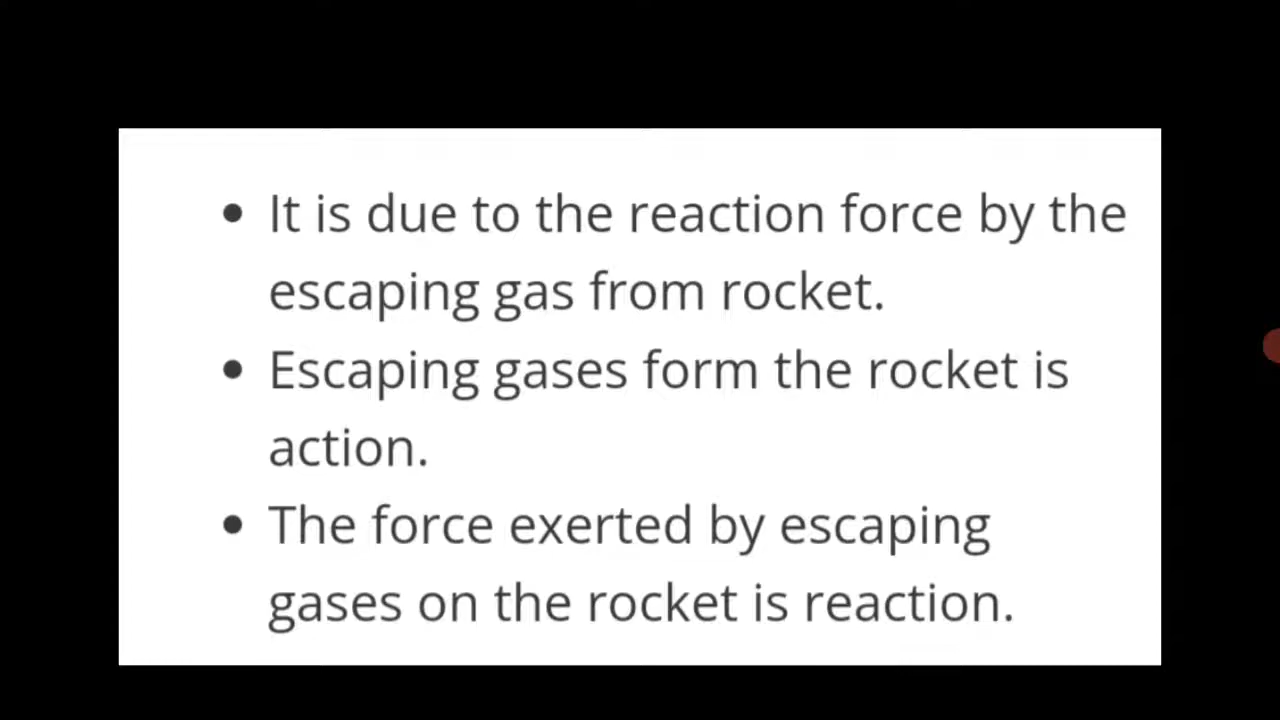 • It is due to the reaction force by the
escaping gas from rocket.
• Escaping gases form the rocket is
action.
• The force exerted by escaping
gases on the rocket is reaction.